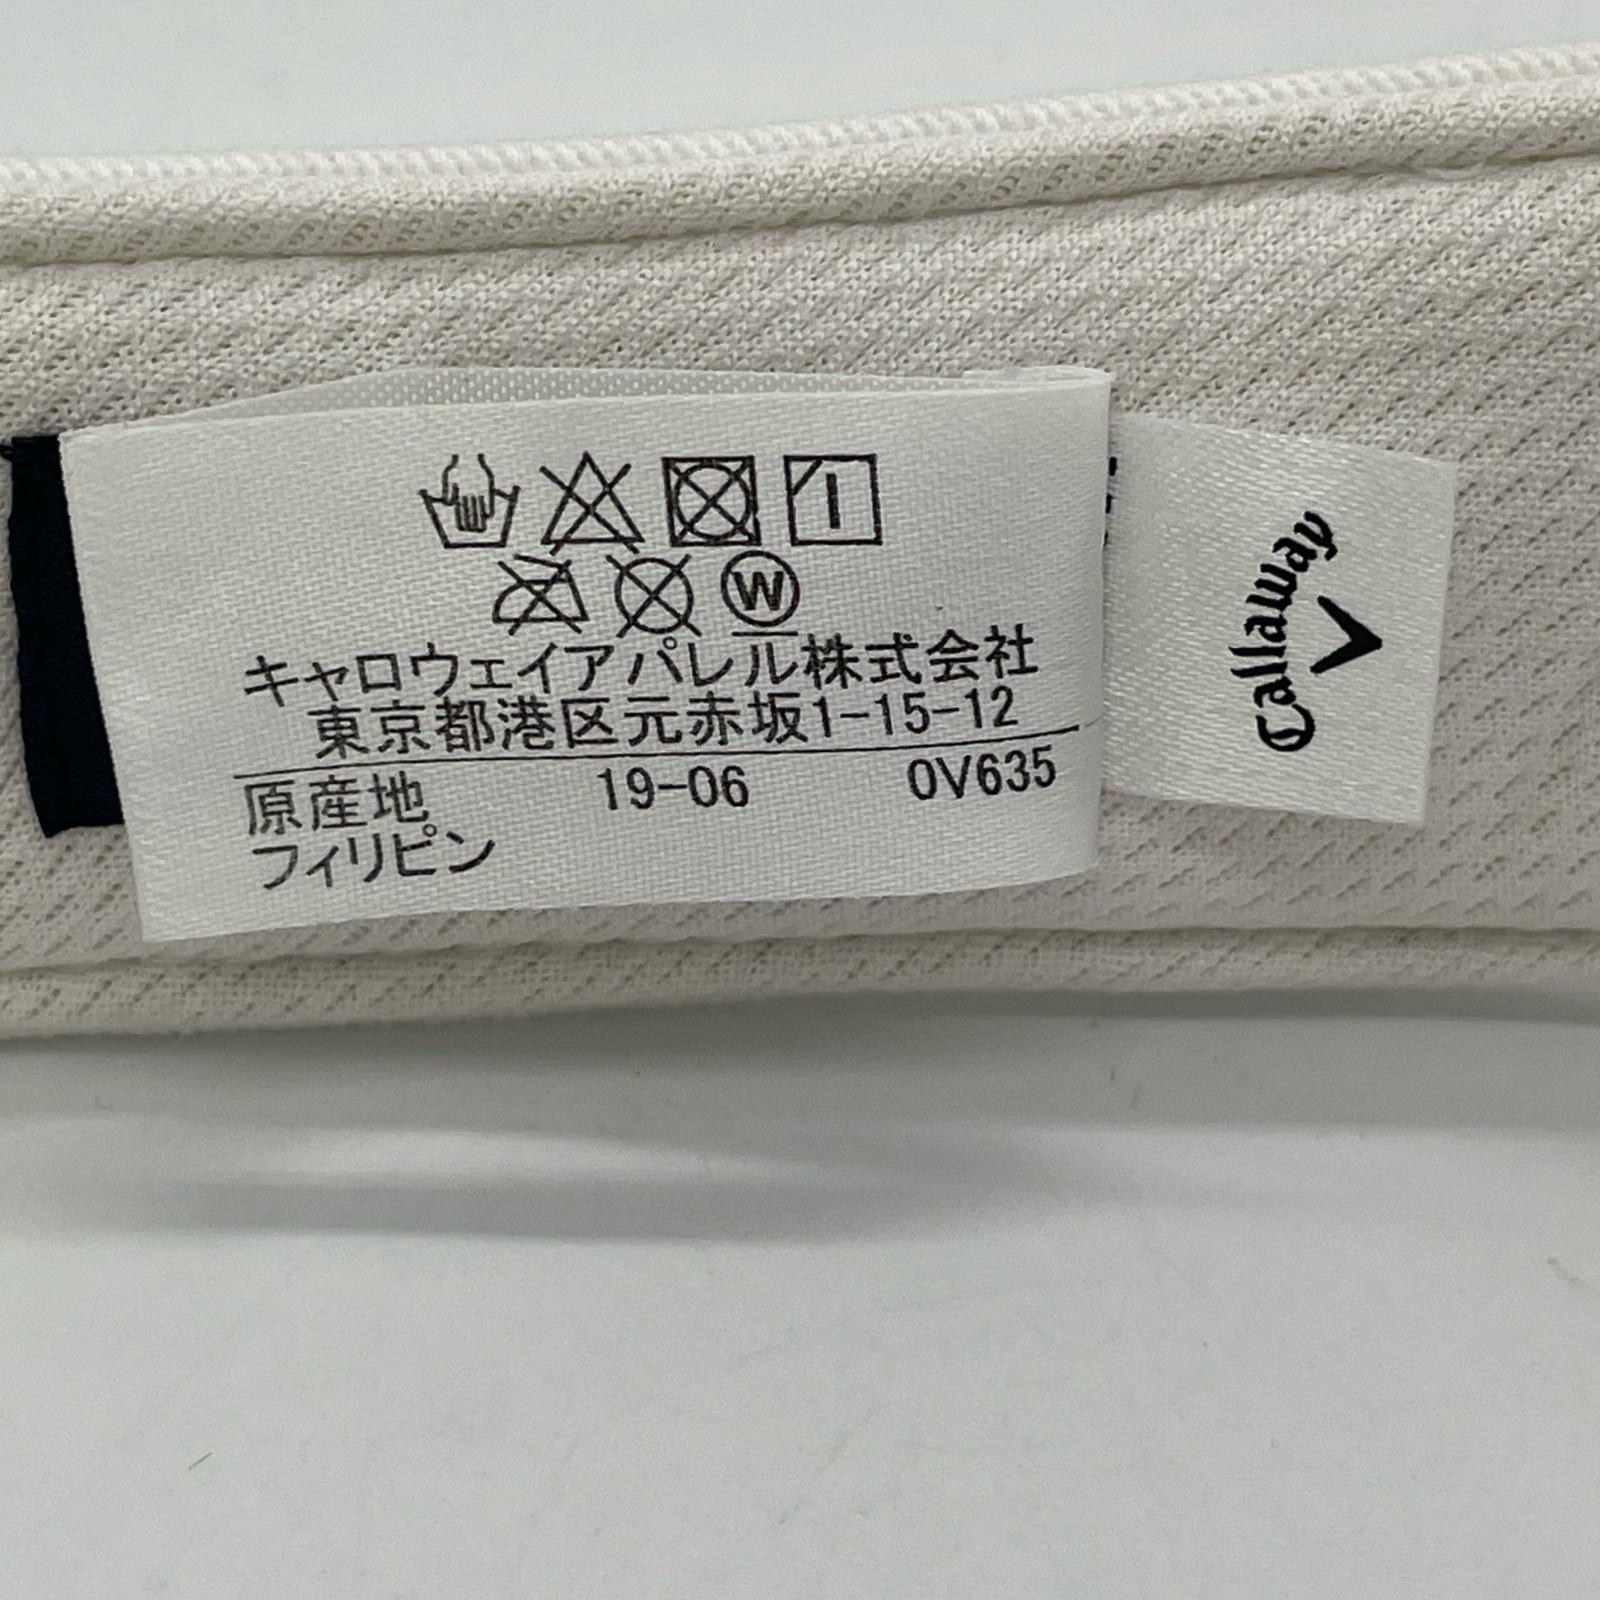 W
キャロウェイアパレル株式会社
東京都港区元赤坂1-15-12
原産地 19-06 0V635
フィリピン
Callaway